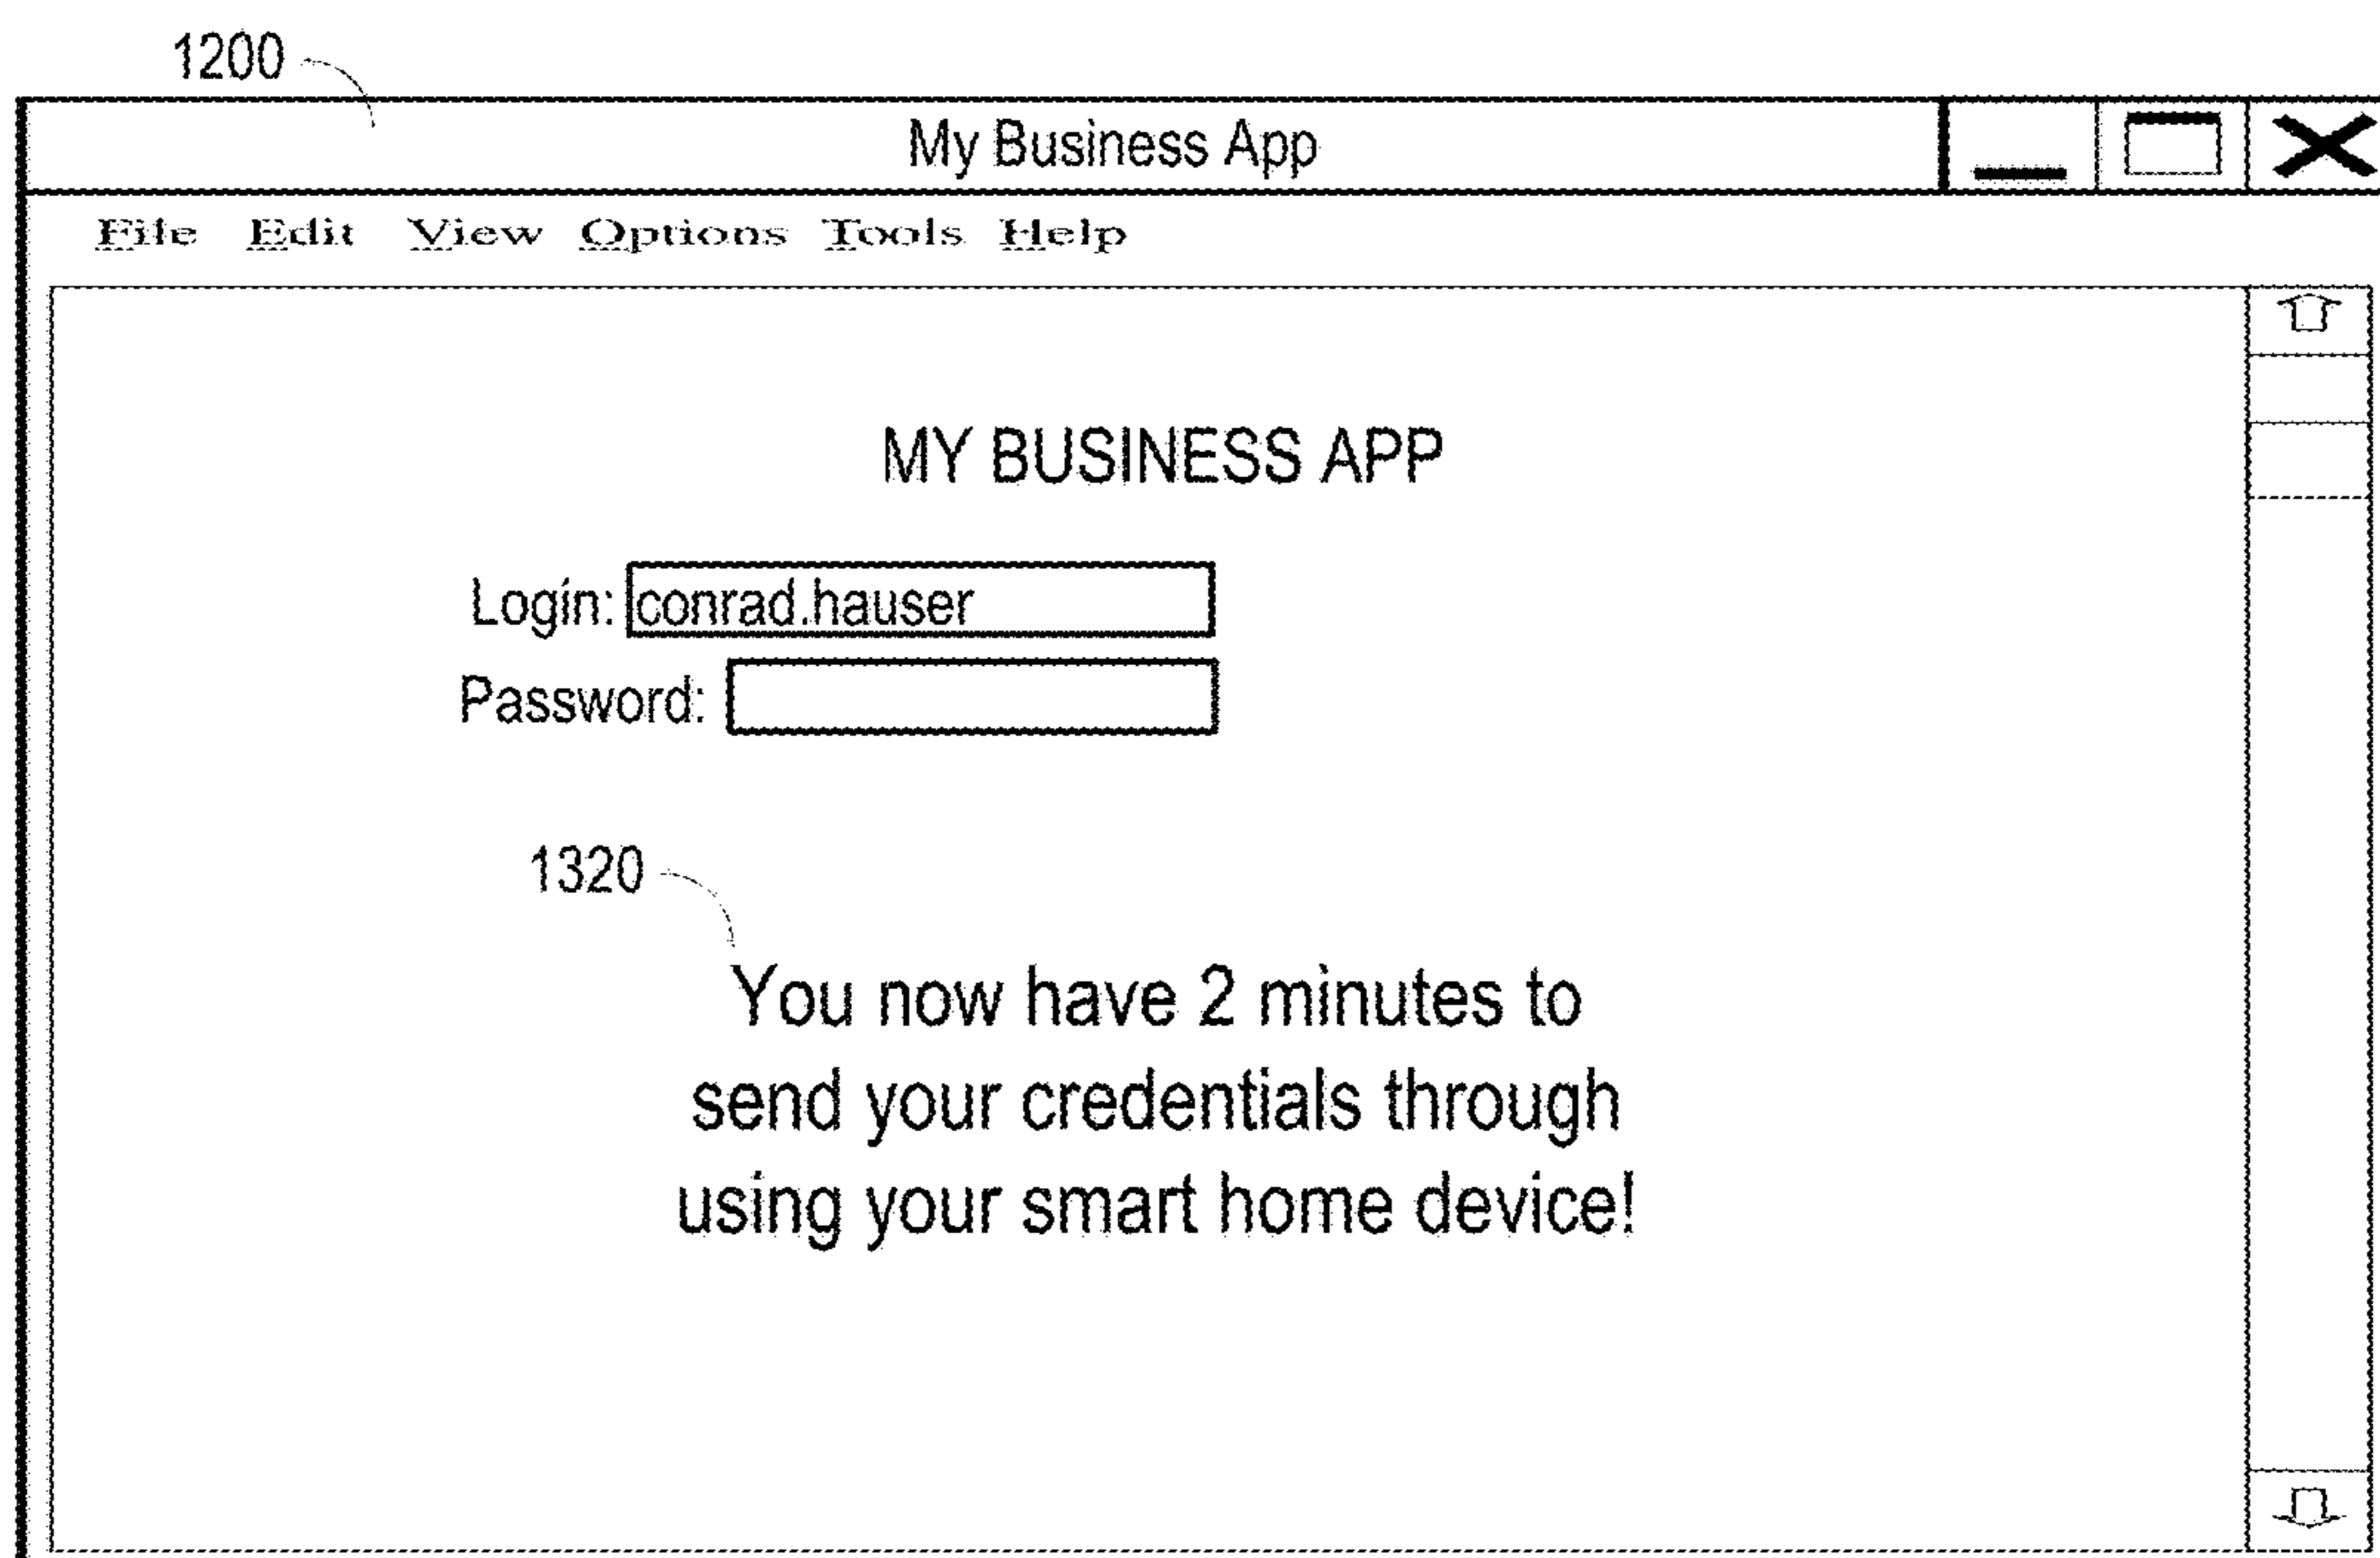 1200
My Business App
File Edit View Options Tools Help
MY BUSINESS APP
Login: conrad.hauser
Password:
1320
You now have 2 minutes to
send your credentials through
using your smart home device!